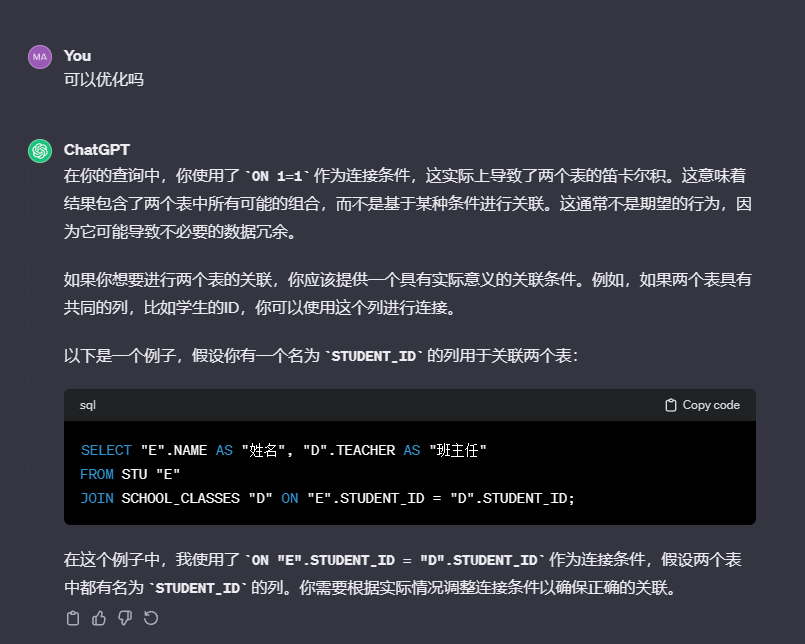 MA
You
可以优化吗
ChatGPT
在你的查询中，你使用了 `ON 1=1` 作为连接条件，这实际上导致了两个表的笛卡尔积。这意味着
结果包含了两个表中所有可能的组合，而不是基于某种条件进行关联。这通常不是期望的行为，因
为它可能导致不必要的数据冗余。
如果你想要进行两个表的关联，你应该提供一个具有实际意义的关联条件。例如，如果两个表具有
共同的列，比如学生的ID，你可以使用这个列进行连接。
以下是一个例子，假设你有一个名为 `STUDENT_ID` 的列用于关联两个表：
sql
Copy code
SELECT "E".NAME AS "姓名", "D".TEACHER AS "班主任"
FROM STU "E"
JOIN SCHOOL_CLASSES "D" ON "E".STUDENT_ID = "D".STUDENT_ID;
在这个例子中，我使用了 `ON "E".STUDENT_ID = "D".STUDENT_ID` 作为连接条件，假设两个表
中都有名为 `STUDENT_ID` 的列。你需要根据实际情况调整连接条件以确保正确的关联。